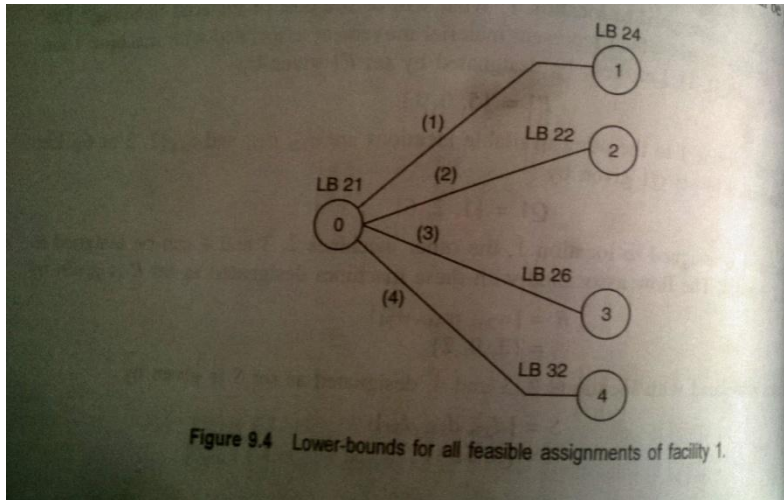 LB 24
1
(1)
LB 22
2
LB 21
(2)
0
(3)
LB 26
(4)
3
LB 32
4
Figure 9.4 Lower-bounds for all feasible assignments of facility 1.